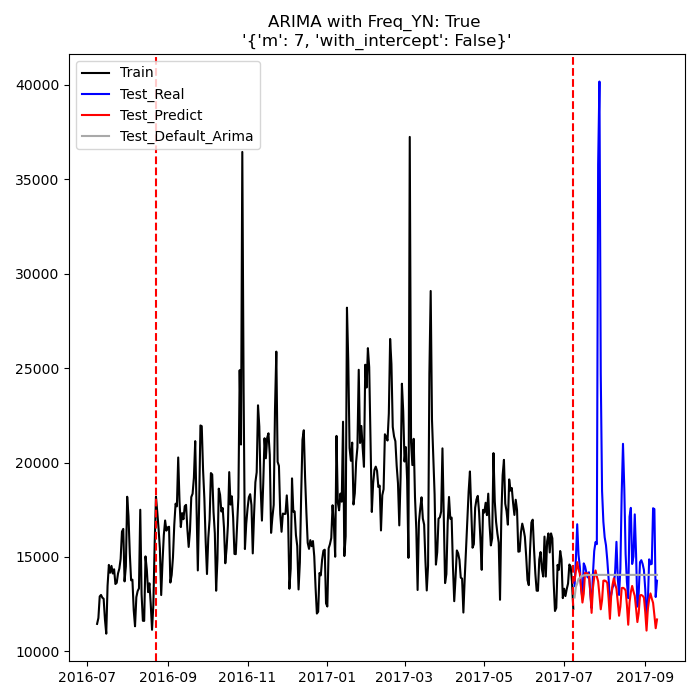 ARIMA with Freq_YN: True
'{'m': 7, 'with_intercept': False}'
Train
Test_Real
Test_Predict
Test_Default_Arima
40000
35000
30000
25000
20000
15000
10000
2016-07 2016-09 2016-11 2017-01 2017-03 2017-05 2017-07 2017-09